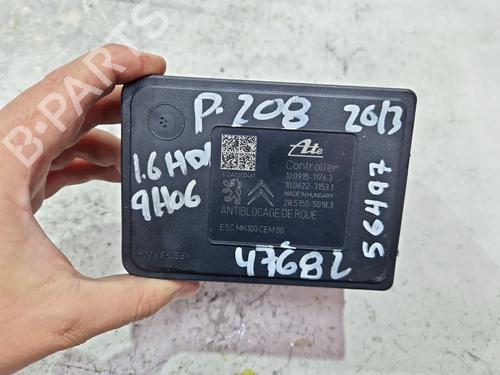 P.208
2013
Ate
Controller
10.0915-1176.3
10.0622-3153.1
MADE IN HUNGARY
28.5150-5018.3
ANTIBLOCAGE DE ROUE
ESC MK100 CEM 00
1.6 HDI
9H06
56497
47682
B-PARTS